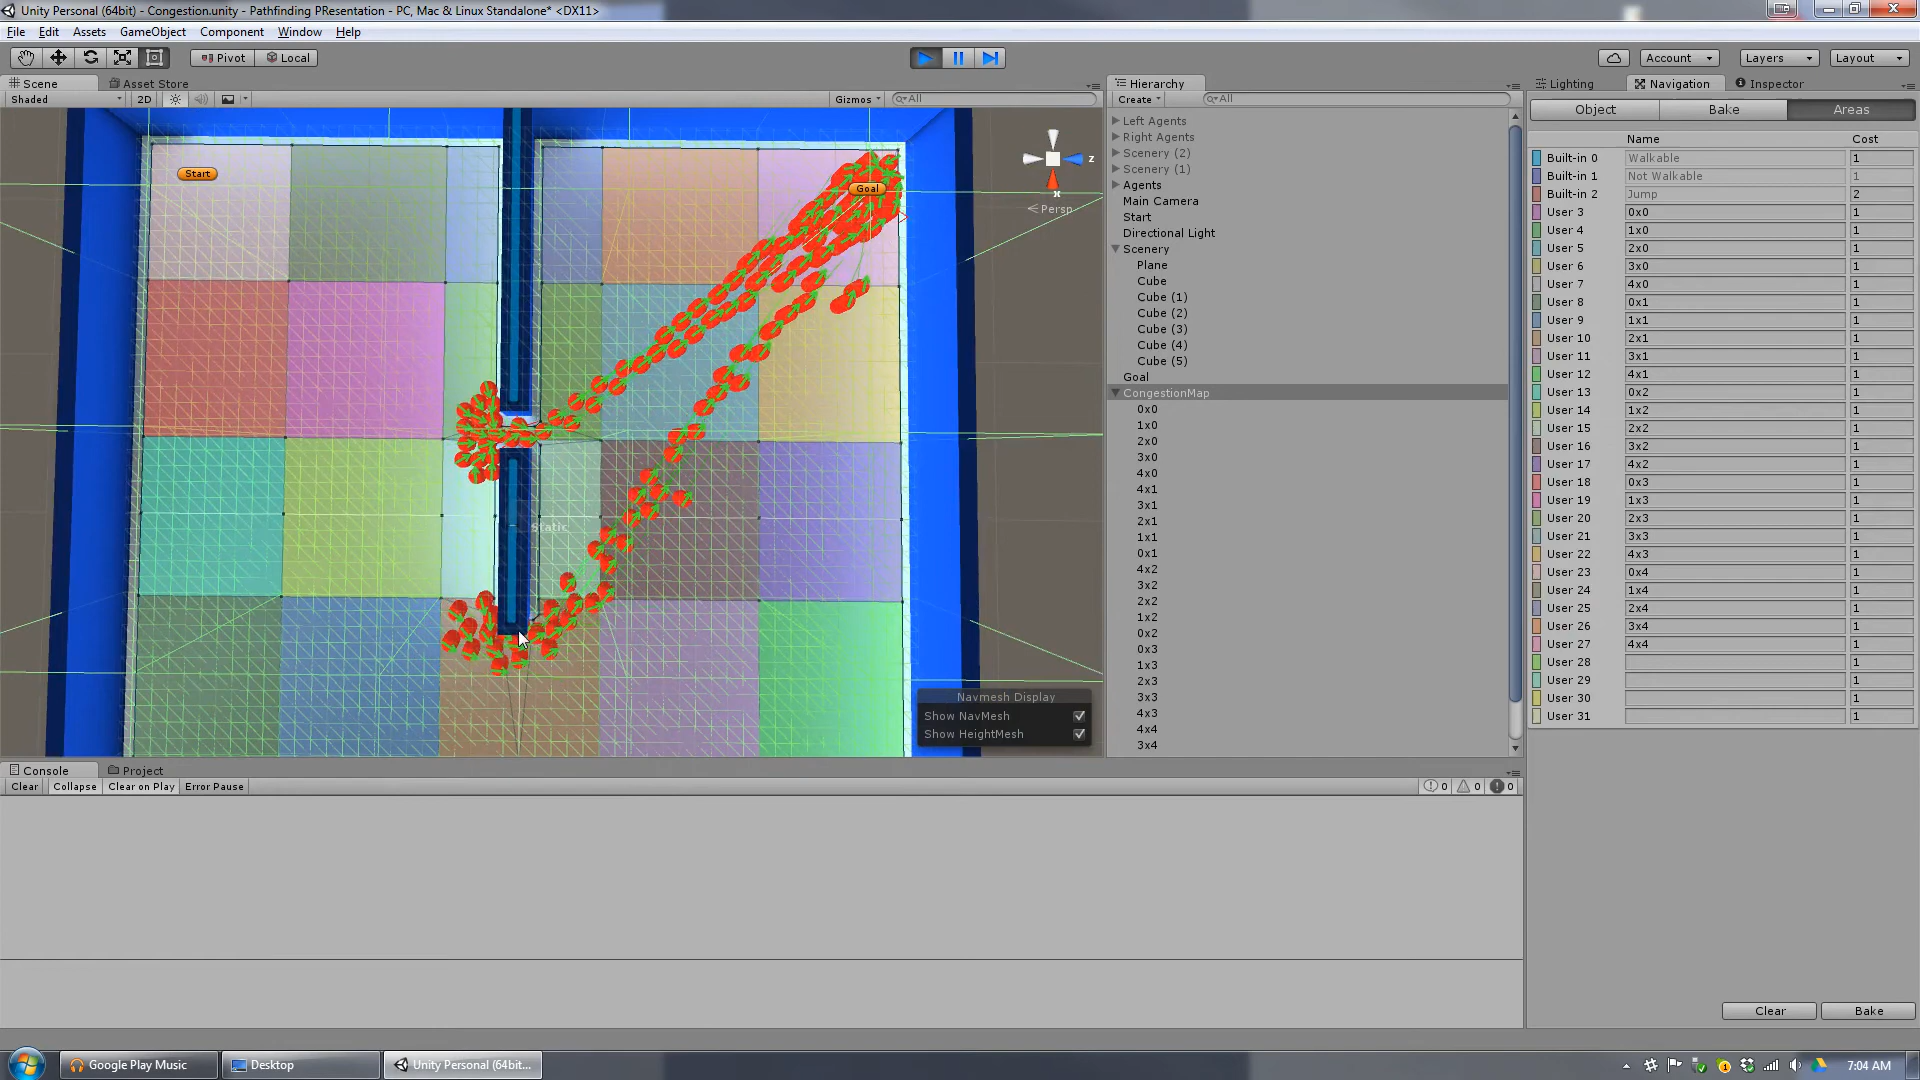 Unity Personal (64bit) - Congestion.unity - Pathfinding PResentation - PC, Mac & Linux Standalone* <DX11>
File Edit Assets GameObject Component Window Help
Pivot Local Account Layers Layout
Scene Asset Store
Shaded 2D Gizmos All
Start
Goal
Static
x
z
Persp
Navmesh Display
Show NavMesh
Show HeightMesh
Hierarchy
Create All
Left Agents
Right Agents
Scenery (2)
Scenery (1)
Agents
Main Camera
Start
Directional Light
Scenery
Plane
Cube
Cube (1)
Cube (2)
Cube (3)
Cube (4)
Cube (5)
Goal
CongestionMap
0x0
1x0
2x0
3x0
4x0
4x1
3x1
2x1
1x1
0x1
4x2
3x2
2x2
1x2
0x2
0x3
1x3
2x3
3x3
4x3
4x4
3x4
Lighting Navigation Inspector
Object Bake Areas
Name Cost
Built-in 0 Walkable 1
Built-in 1 Not Walkable 1
Built-in 2 Jump 2
User 3 0x0 1
User 4 1x0 1
User 5 2x0 1
User 6 3x0 1
User 7 4x0 1
User 8 0x1 1
User 9 1x1 1
User 10 2x1 1
User 11 3x1 1
User 12 4x1 1
User 13 0x2 1
User 14 1x2 1
User 15 2x2 1
User 16 3x2 1
User 17 4x2 1
User 18 0x3 1
User 19 1x3 1
User 20 2x3 1
User 21 3x3 1
User 22 4x3 1
User 23 0x4 1
User 24 1x4 1
User 25 2x4 1
User 26 3x4 1
User 27 4x4 1
User 28 1
User 29 1
User 30 1
User 31 1
Clear Bake
Console Project
Clear Collapse Clear on Play Error Pause 0 0 0
Google Play Music Desktop Unity Personal (64bit... 7:04 AM